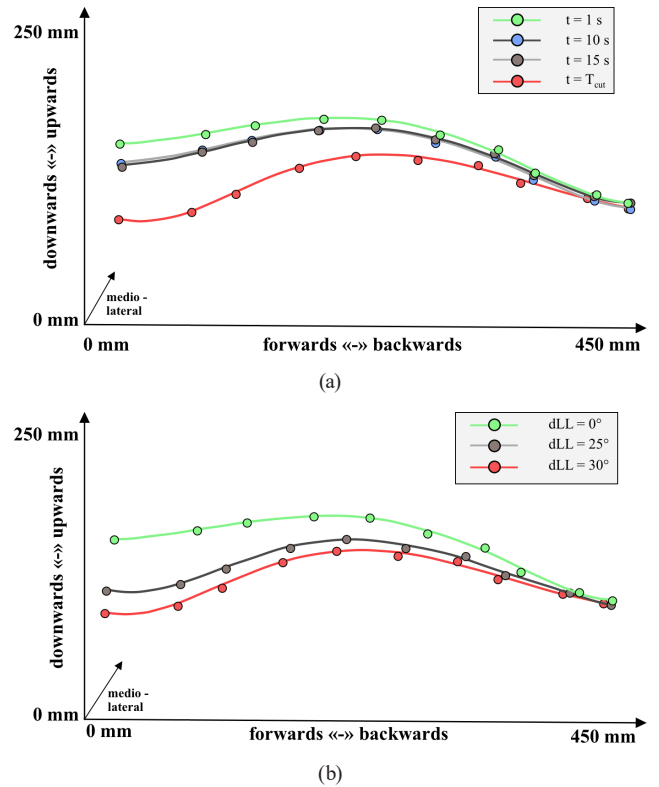 250 mm
t = 1 s
t = 10 s
t = 15 s
t = Tcut
downwards «-» upwards
medio -
lateral
0 mm
0 mm
forwards «-» backwards
450 mm
(a)
250 mm
dLL = 0°
dLL = 25°
dLL = 30°
downwards «-» upwards
medio -
lateral
0 mm
0 mm
forwards «-» backwards
450 mm
(b)